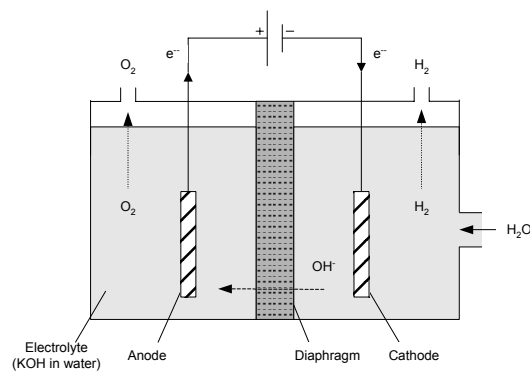 + −
e-- e--
O2 H2
O2 H2
H2O
OH-
Electrolyte
(KOH in water)
Anode
Diaphragm
Cathode